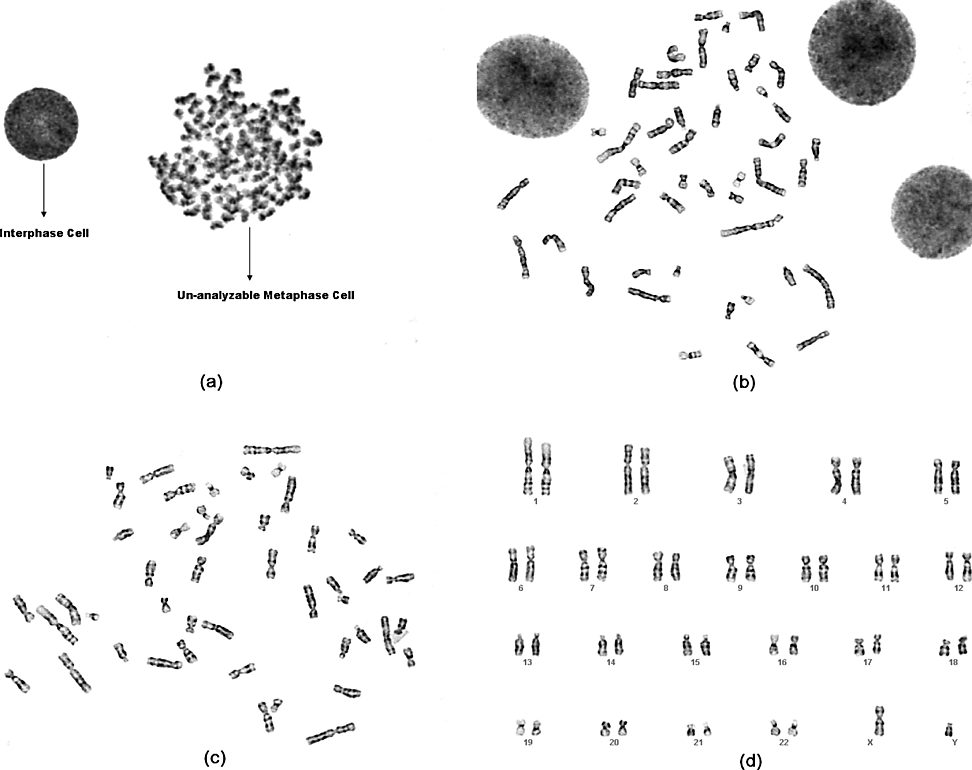 Interphase Cell
Un-analyzable Metaphase Cell
(a)
(b)
1 2 3 4 5
6 7 8 9 10 11 12
13 14 15 16 17 18
19 20 21 22 X Y
(c)
(d)